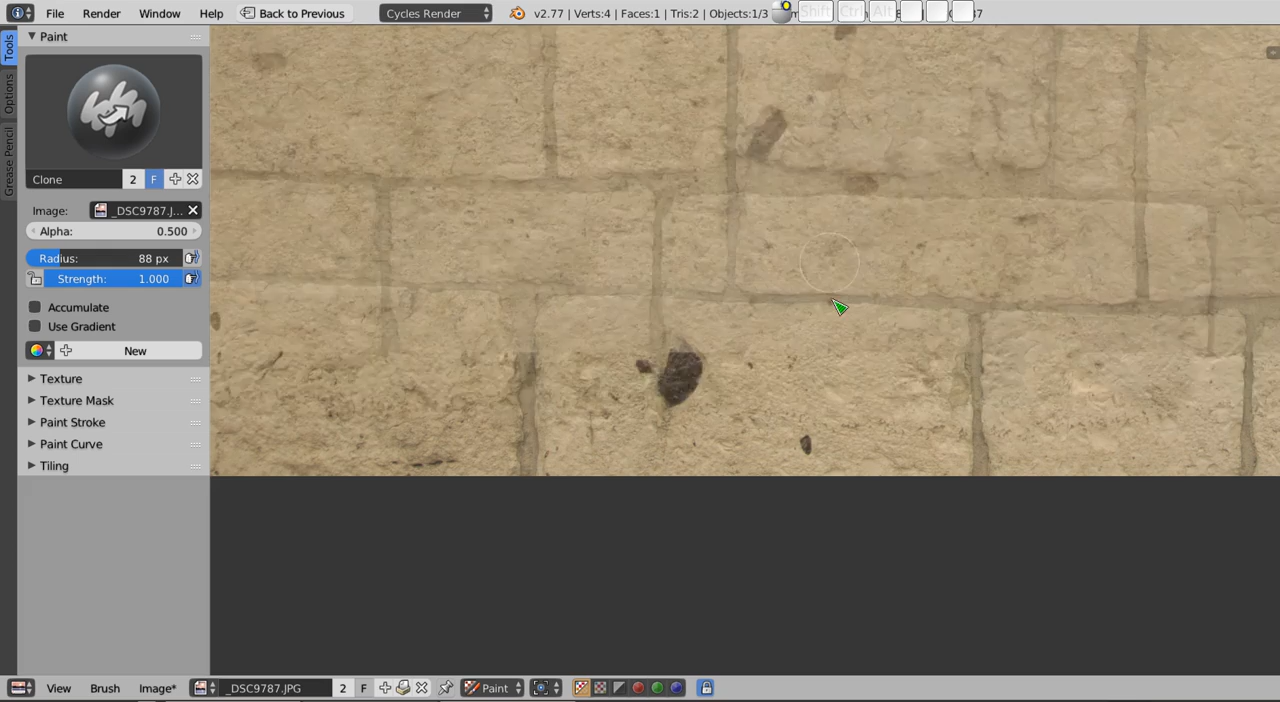 File Render Window Help Back to Previous Cycles Render v2.77 | Verts:4 | Faces:1 | Tris:2 | Objects:1/3 Shift Ctrl Alt
Tools
Options
Grease Pencil
Paint
Clone 2 F
Image: _DSC9787.J...
Alpha: 0.500
Radius: 88 px
Strength: 1.000
Accumulate
Use Gradient
New
Texture
Texture Mask
Paint Stroke
Paint Curve
Tiling
View Brush Image* _DSC9787.JPG 2 F Paint